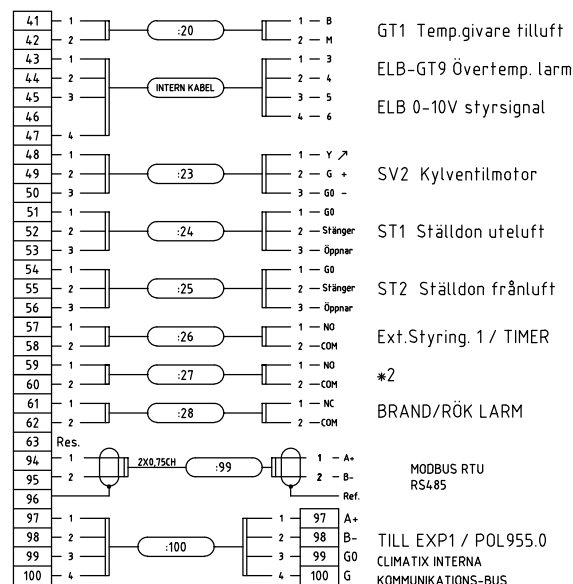 41 1 :20 1 B GT1 Temp.givare tilluft
42 2 2 M
43 1 1 3 ELB-GT9 Övertemp. larm
44 2 INTERN KABEL 2 4
45 3 3 5 ELB 0-10V styrsignal
46 4 6
47 4
48 1 1 Y ↗
49 2 :23 2 G + SV2 Kylventilmotor
50 3 3 G0 -
51 1 1 G0
52 2 :24 2 Stänger ST1 Ställdon uteluft
53 3 3 Öppnar
54 1 1 G0
55 2 :25 2 Stänger ST2 Ställdon frånluft
56 3 3 Öppnar
57 1 :26 1 NO Ext.Styring. 1 / TIMER
58 2 2 COM
59 1 :27 1 NO *2
60 2 2 COM
61 1 :28 1 NC BRAND/RÖK LARM
62 2 2 COM
63 Res.
94 1 2X0,75CH :99 1 A+ MODBUS RTU
95 2 2 B- RS485
96 Ref.
97 1 1 97 A+
98 2 :100 2 98 B- TILL EXP1 / POL955.0
99 3 3 99 G0 CLIMATIX INTERNA
100 4 4 100 G KOMMUNIKATIONS-BUS